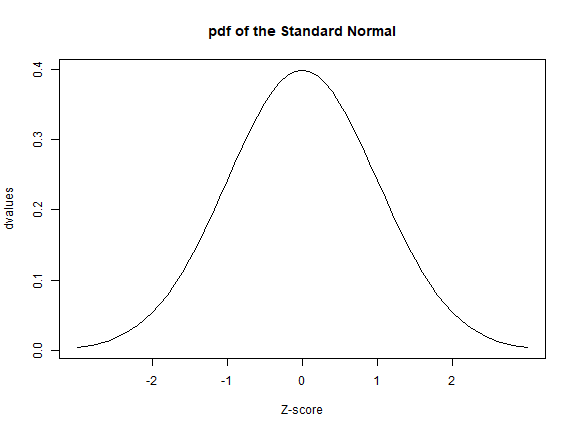 pdf of the Standard Normal
dvalues
0.4
0.3
0.2
0.1
0.0
-2 -1 0 1 2
Z-score